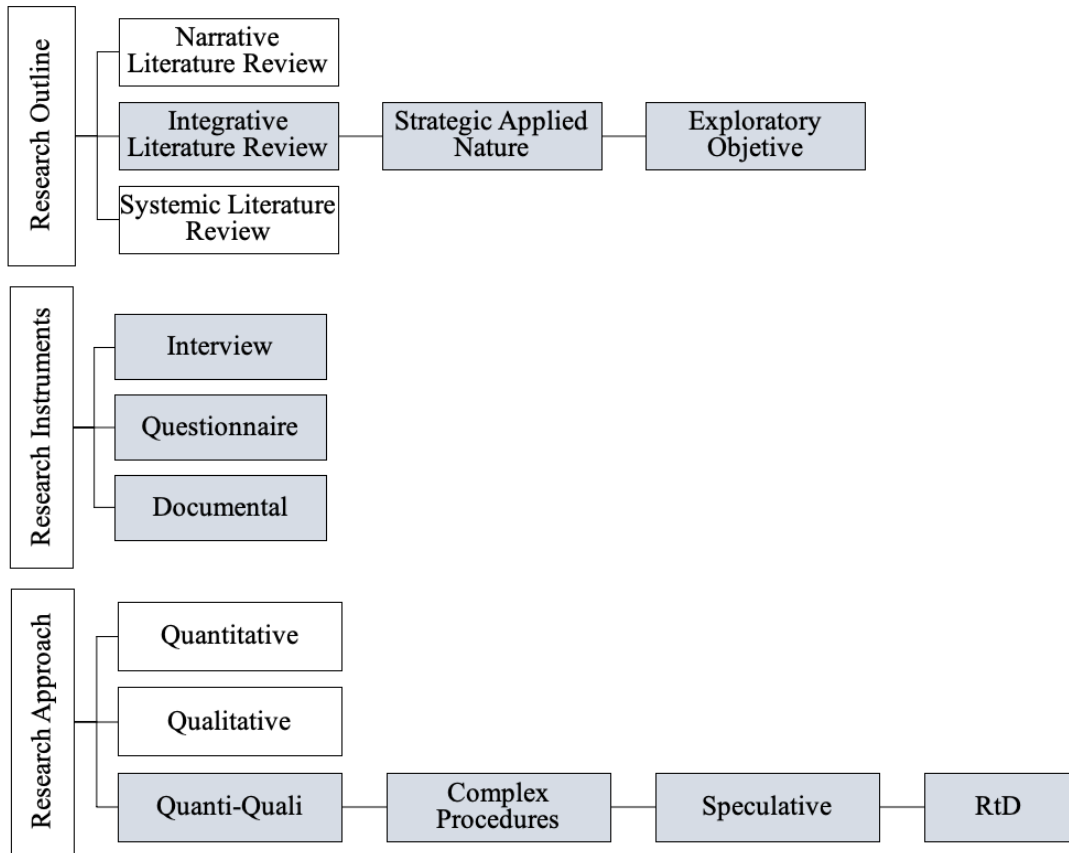 Research Outline
Narrative
Literature Review
Integrative
Literature Review
Strategic Applied
Nature
Exploratory
Objetive
Systemic Literature
Review
Research Instruments
Interview
Questionnaire
Documental
Research Approach
Quantitative
Qualitative
Quanti-Quali
Complex
Procedures
Speculative
RtD